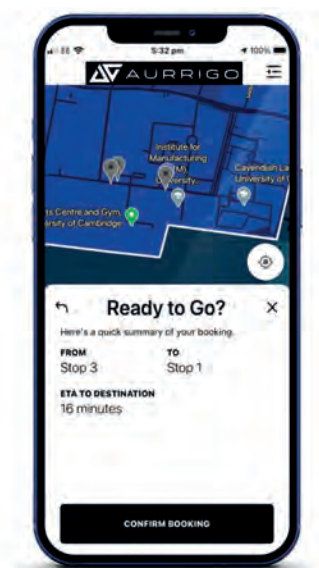 5:32 pm
100%
AURRIGO
Institute for
Manufacturing
University
Cavendish La
University of
ts Centre and Gym,
ersity of Cambridge
Ready to Go?
Here's a quick summary of your booking.
FROM
TO
Stop 3
Stop 1
ETA TO DESTINATION
16 minutes
CONFIRM BOOKING